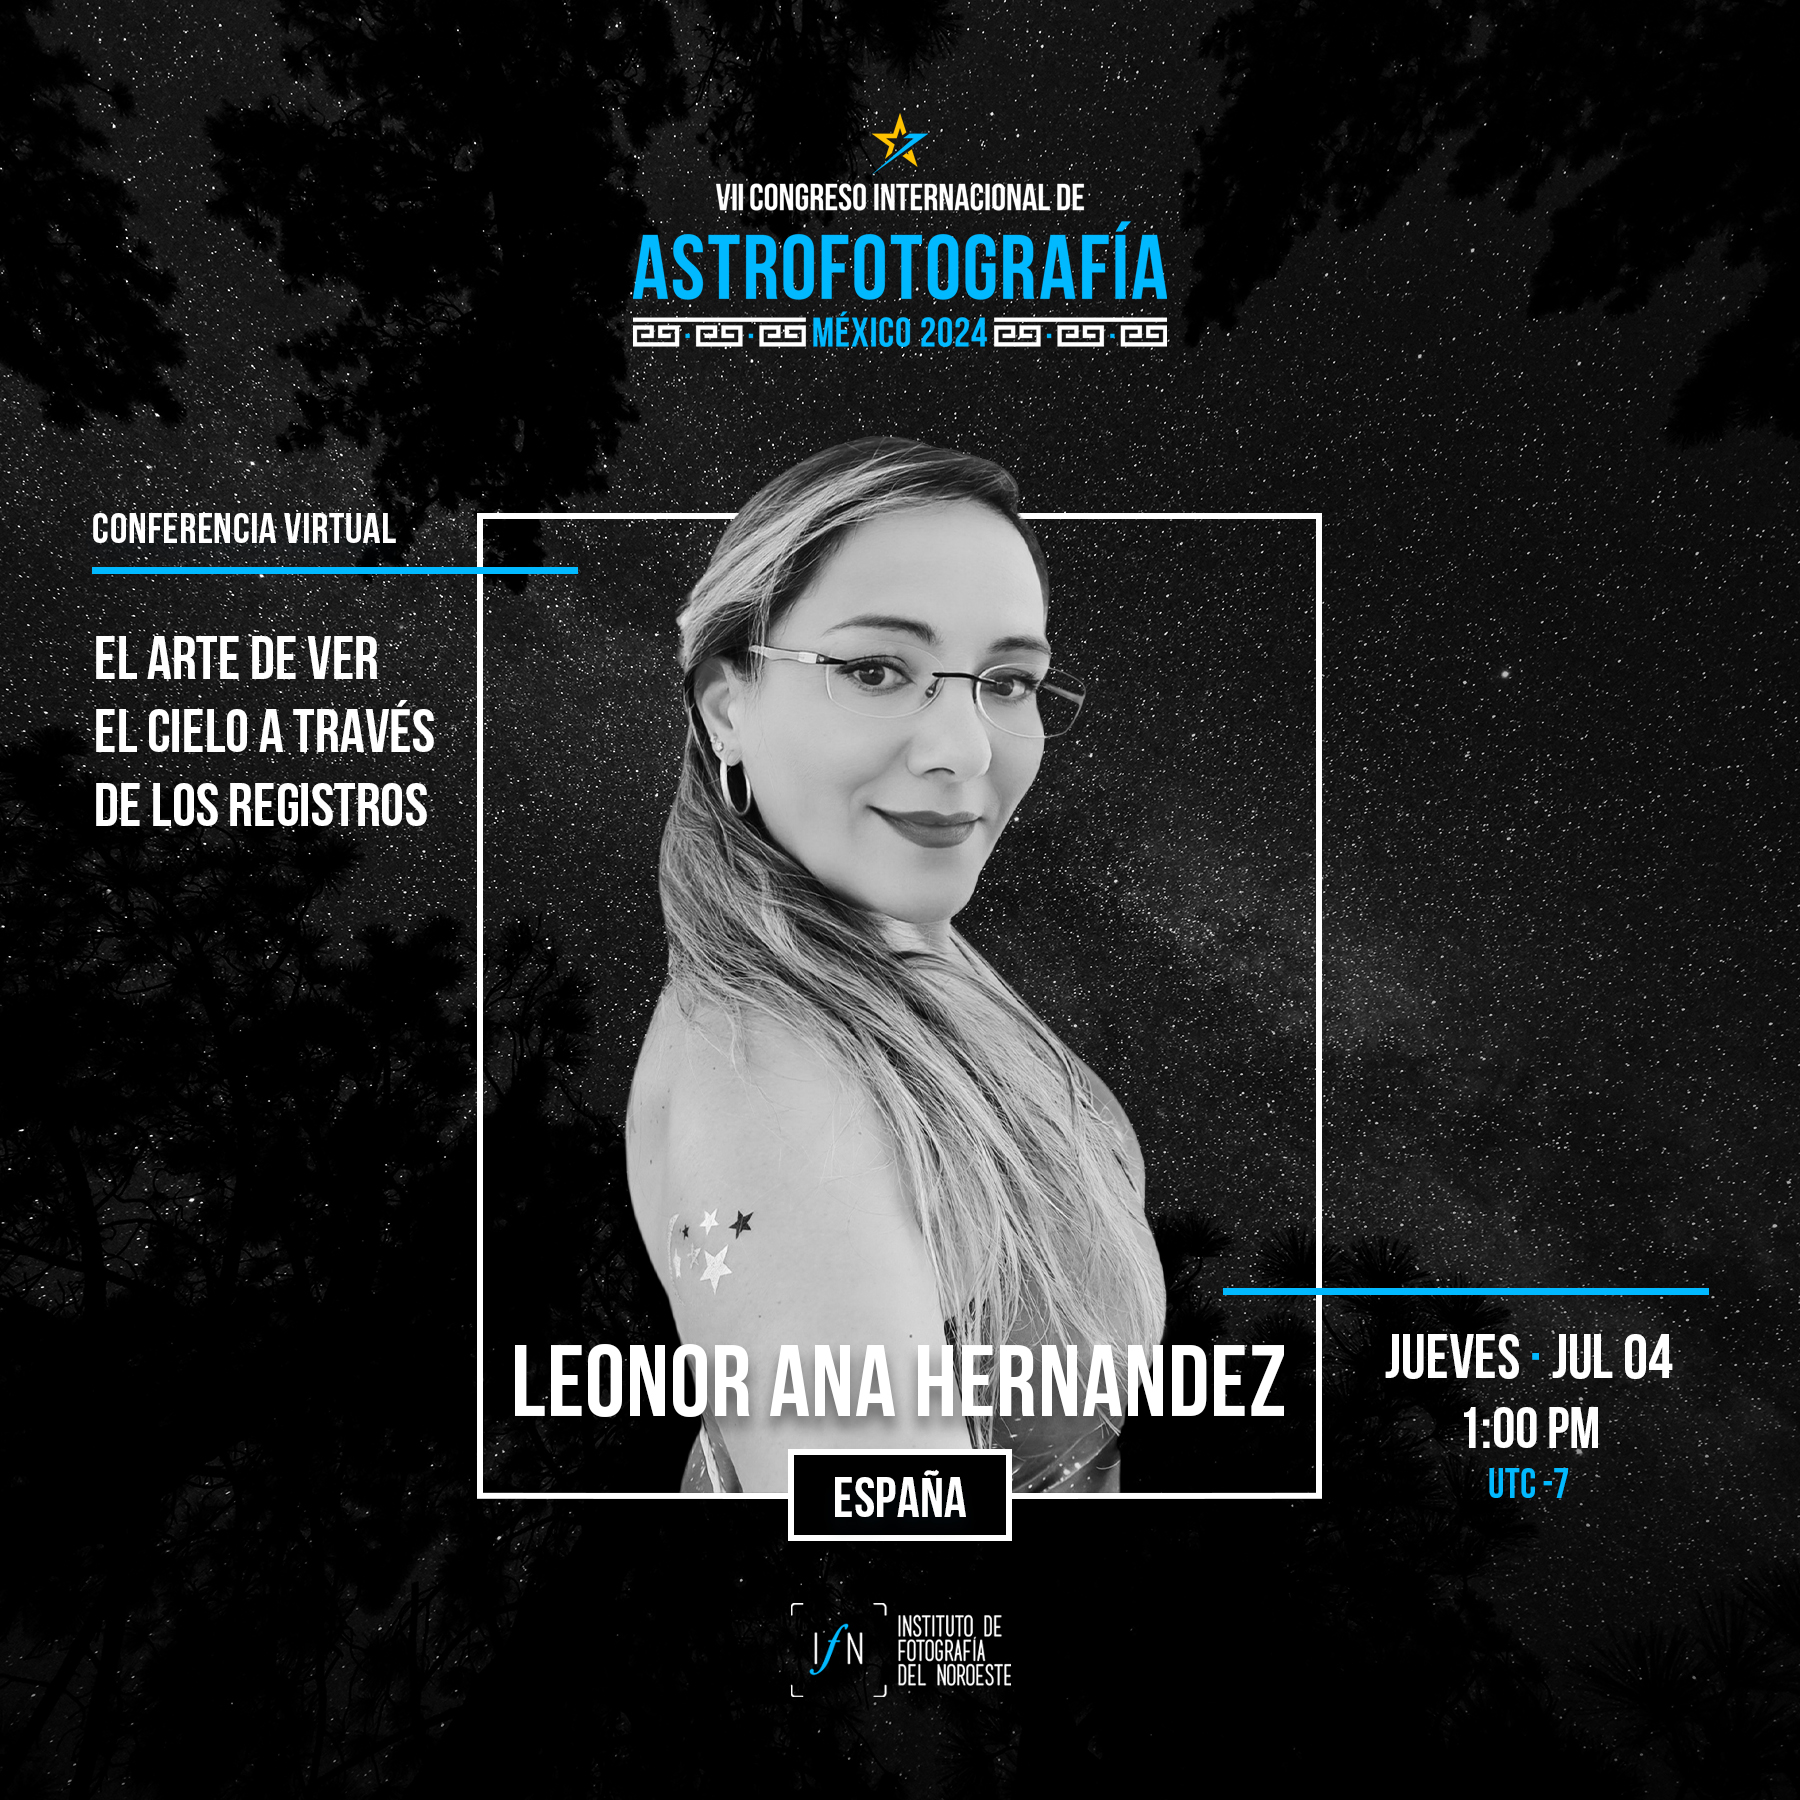 VII CONGRESO INTERNACIONAL DE
ASTROFOTOGRAFÍA
MÉXICO 2024
CONFERENCIA VIRTUAL
EL ARTE DE VER
EL CIELO A TRAVÉS
DE LOS REGISTROS
LEONOR ANA HERNANDEZ
ESPAÑA
JUEVES · JUL 04
1:00 PM
UTC -7
IfN
INSTITUTO DE
FOTOGRAFÍA
DEL NOROESTE